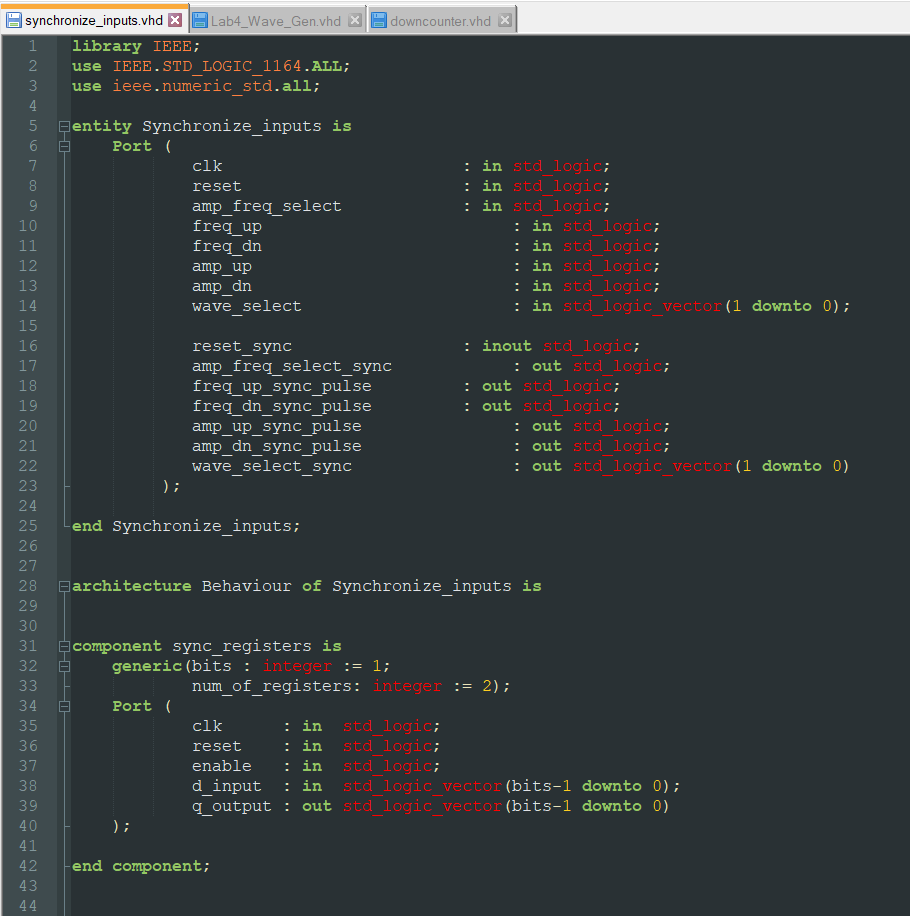 synchronize_inputs.vhd Lab4_Wave_Gen.vhd downcounter.vhd
1 library IEEE;
2 use IEEE.STD_LOGIC_1164.ALL;
3 use ieee.numeric_std.all;
4
5 entity Synchronize_inputs is
6 Port (
7 clk : in std_logic;
8 reset : in std_logic;
9 amp_freq_select : in std_logic;
10 freq_up : in std_logic;
11 freq_dn : in std_logic;
12 amp_up : in std_logic;
13 amp_dn : in std_logic;
14 wave_select : in std_logic_vector(1 downto 0);
15
16 reset_sync : inout std_logic;
17 amp_freq_select_sync : out std_logic;
18 freq_up_sync_pulse : out std_logic;
19 freq_dn_sync_pulse : out std_logic;
20 amp_up_sync_pulse : out std_logic;
21 amp_dn_sync_pulse : out std_logic;
22 wave_select_sync : out std_logic_vector(1 downto 0)
23 );
24
25 end Synchronize_inputs;
26
27
28 architecture Behaviour of Synchronize_inputs is
29
30
31 component sync_registers is
32 generic(bits : integer := 1;
33 num_of_registers: integer := 2);
34 Port (
35 clk : in std_logic;
36 reset : in std_logic;
37 enable : in std_logic;
38 d_input : in std_logic_vector(bits-1 downto 0);
39 q_output : out std_logic_vector(bits-1 downto 0)
40 );
41
42 end component;
43
44